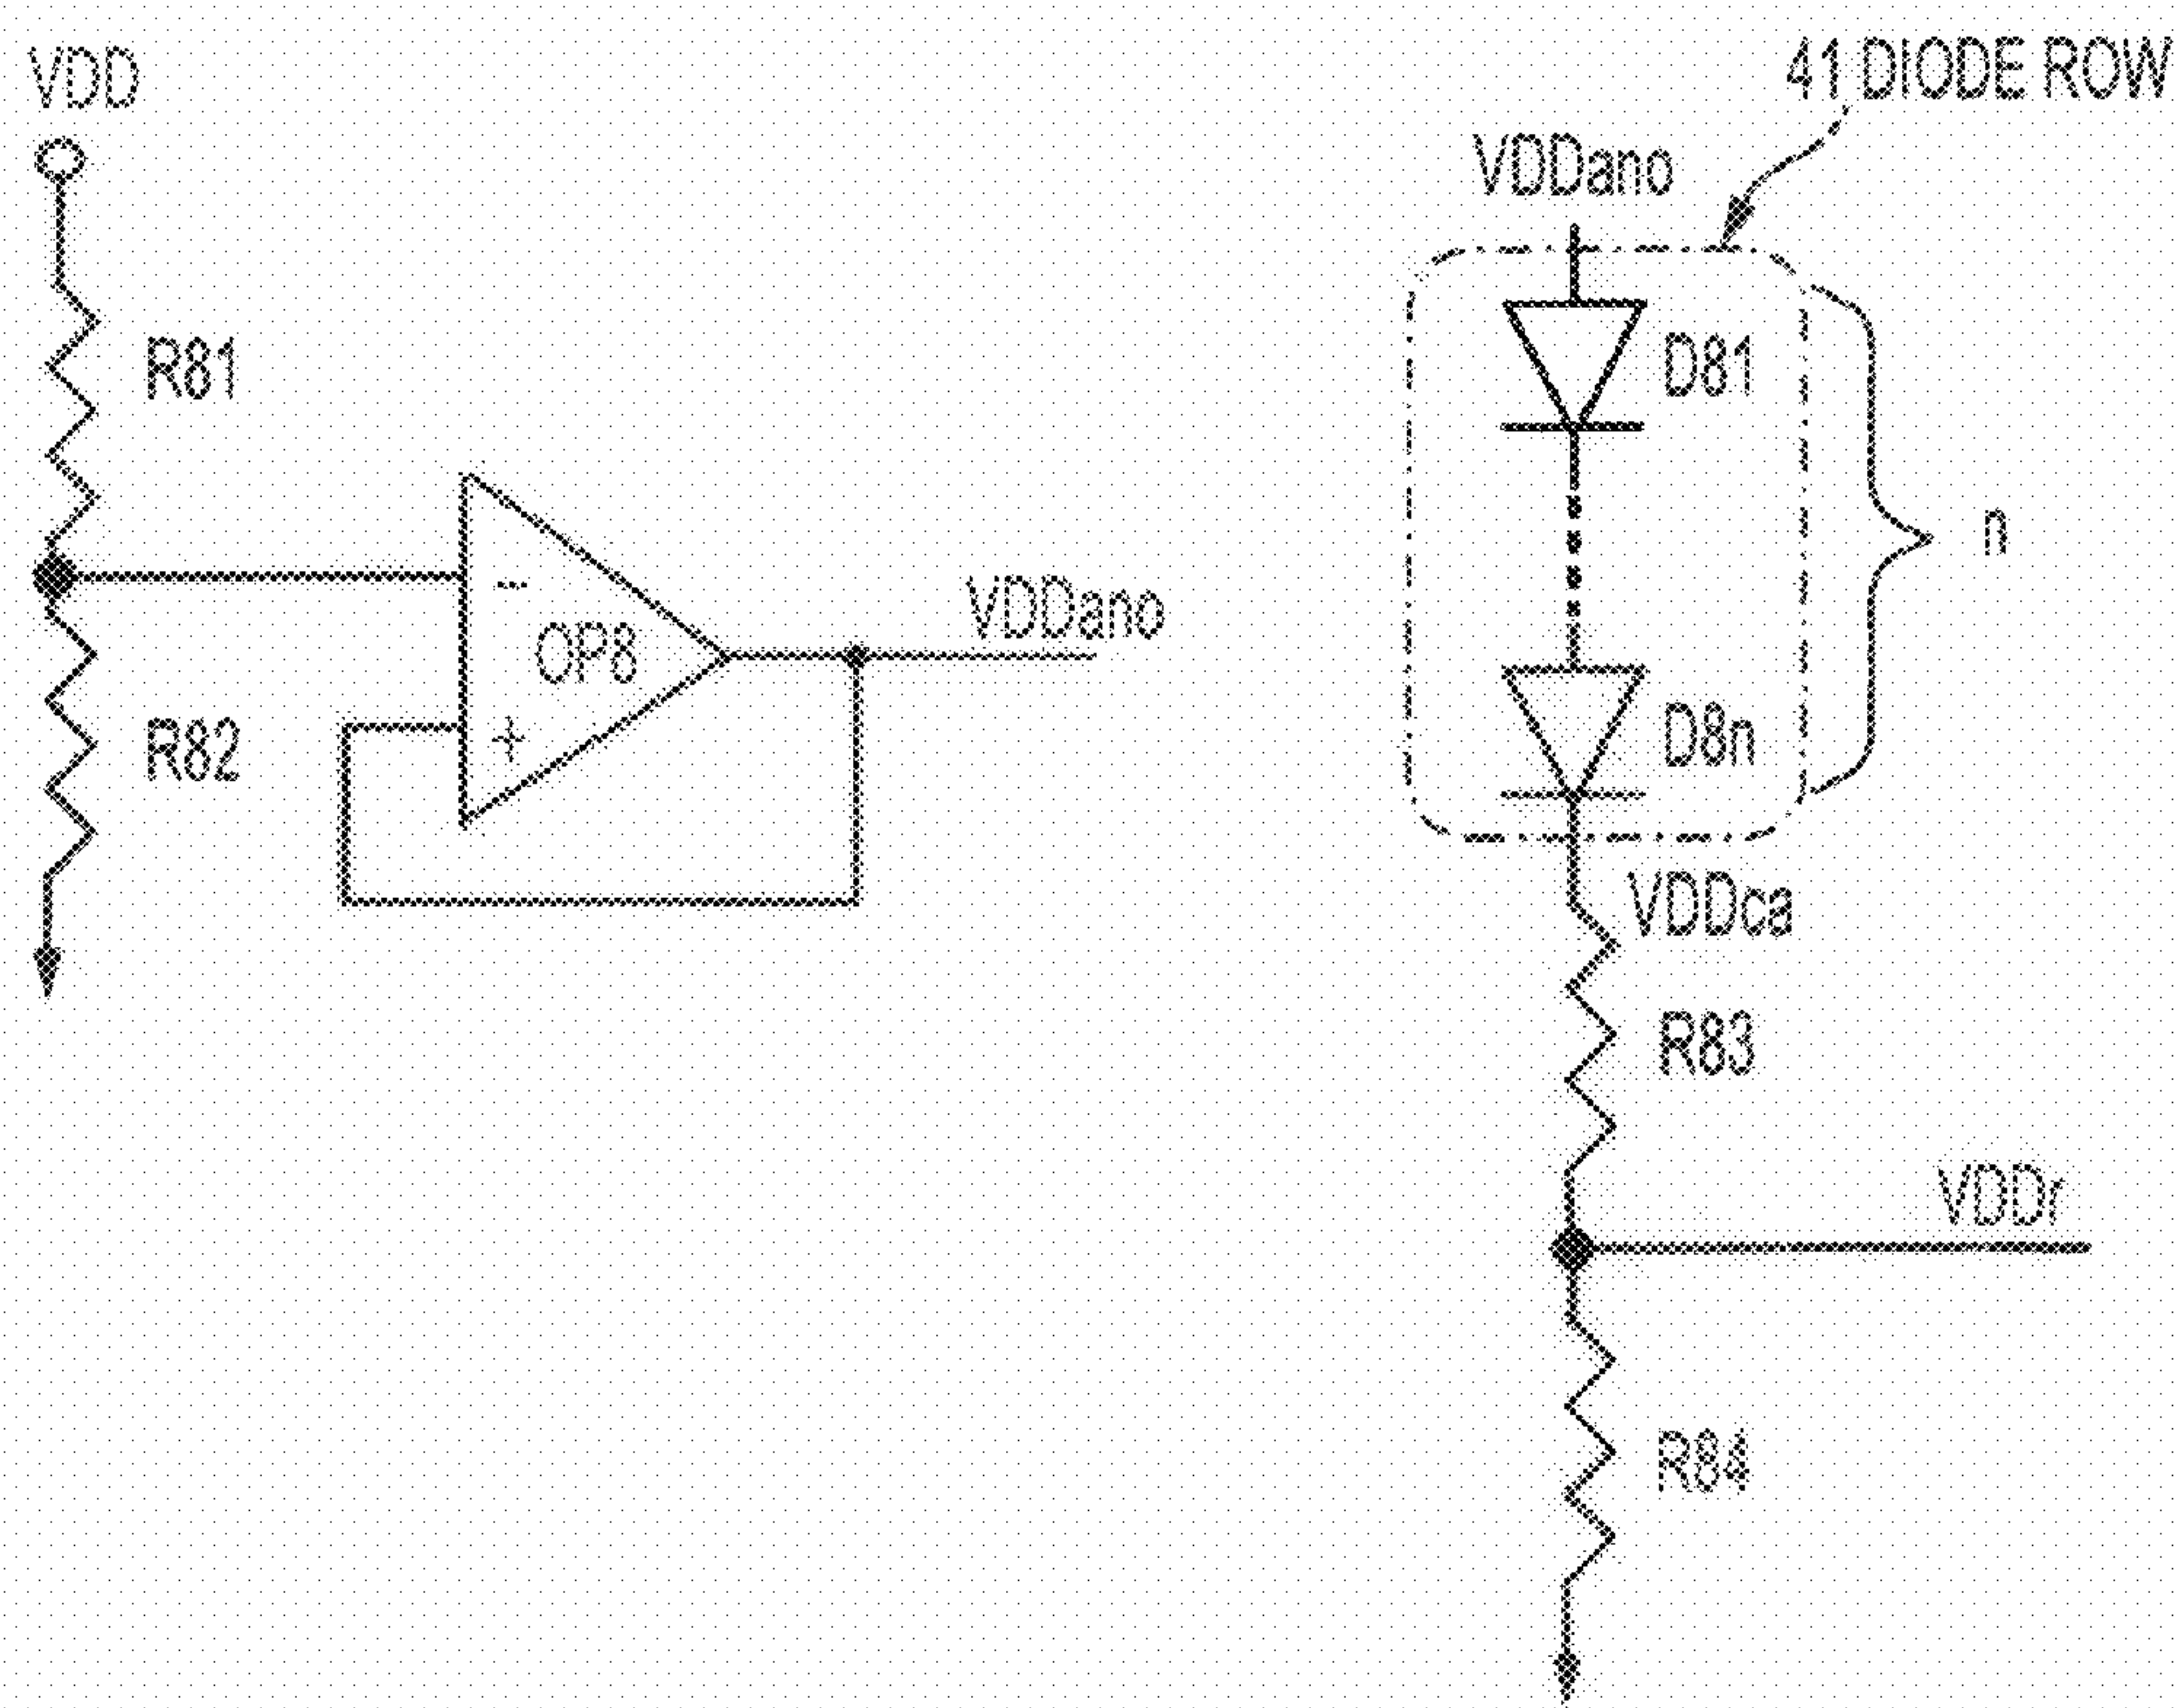 VDD
41 DIODE ROW
VDDano
R81
D81
n
-
OP8
VDDano
+
R82
D8n
VDDca
R83
VDDr
R84